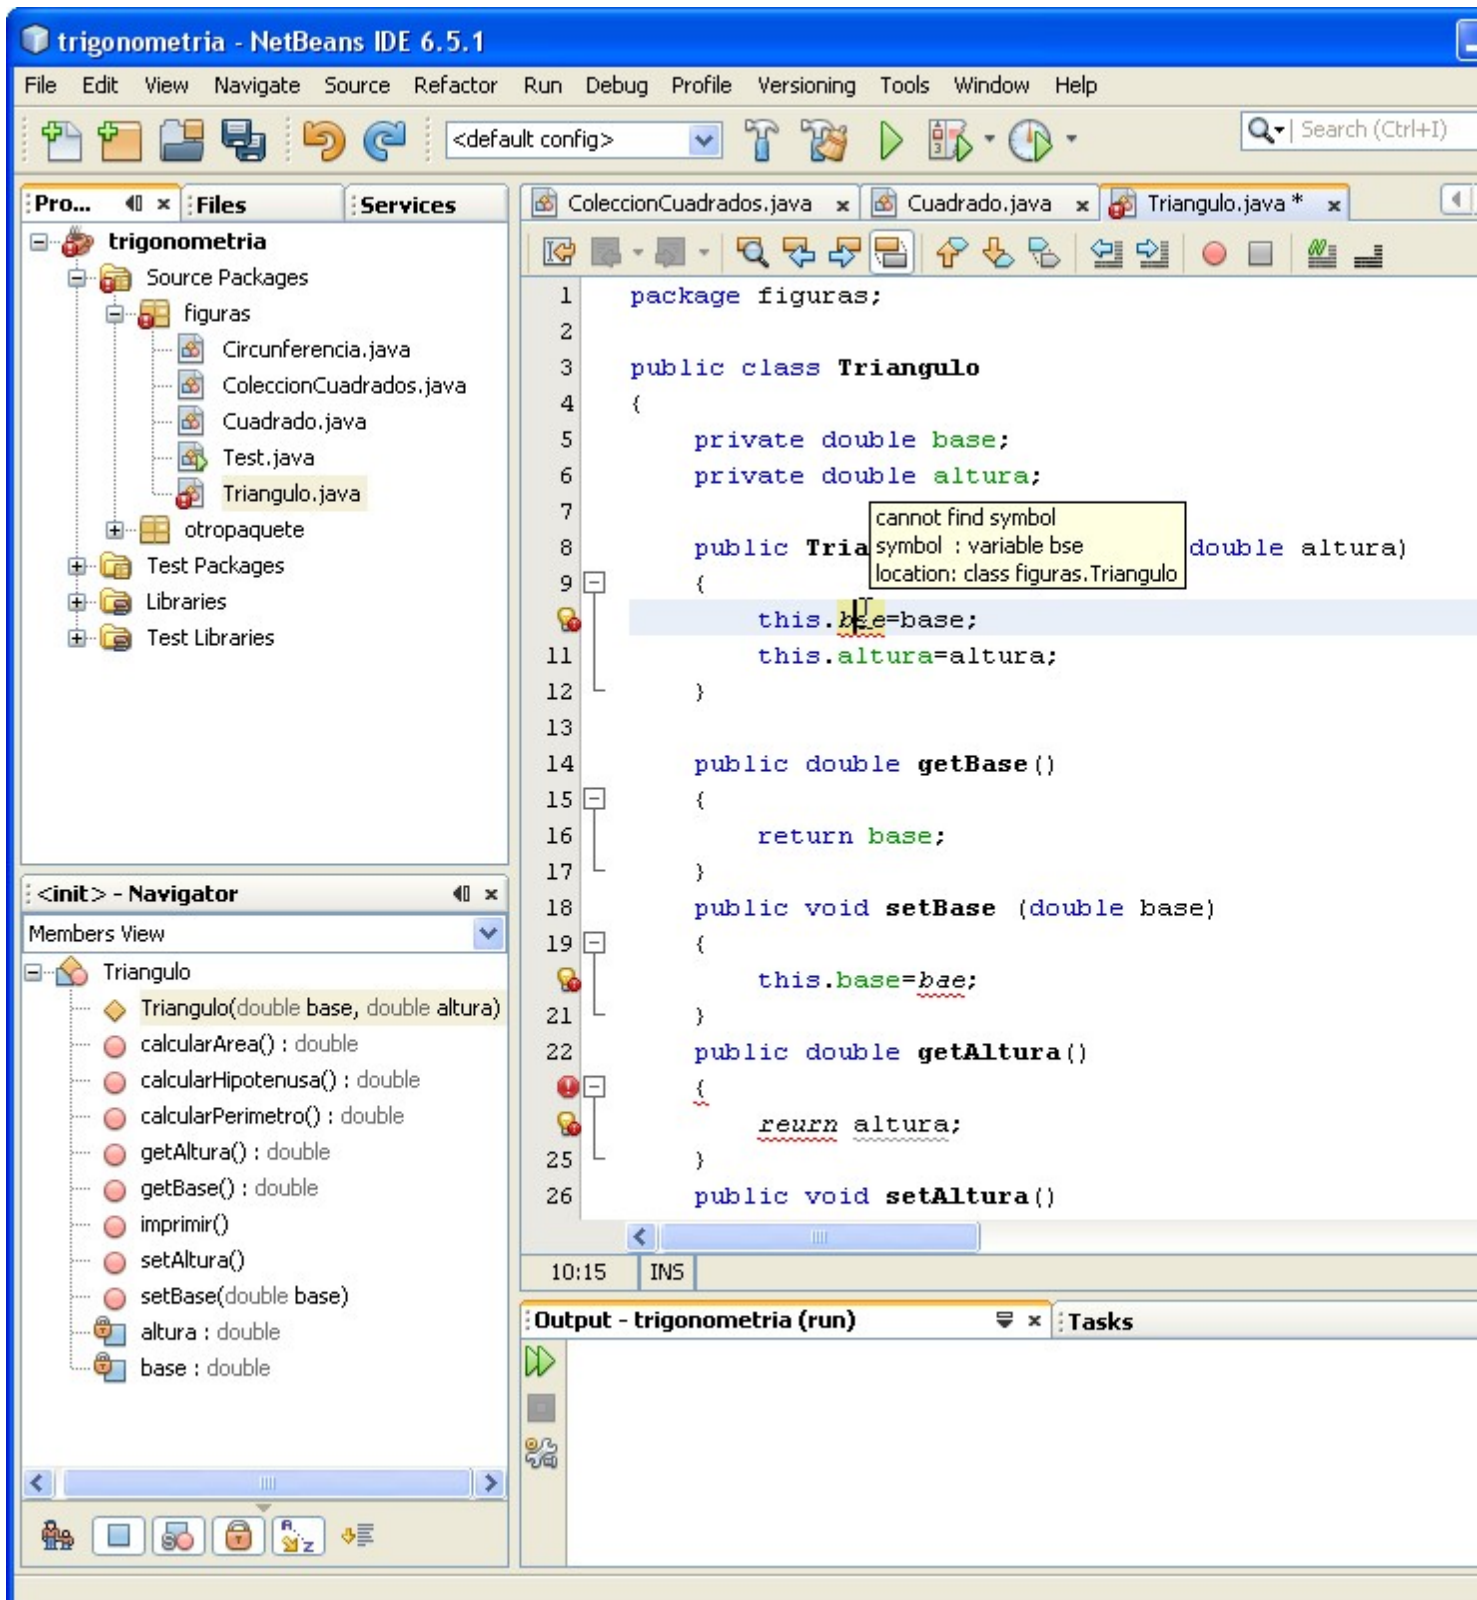 trigonometria - NetBeans IDE 6.5.1
File Edit View Navigate Source Refactor Run Debug Profile Versioning Tools Window Help
<default config>
Search (Ctrl+I)
Pro... Files Services
trigonometria
Source Packages
figuras
Circunferencia.java
ColeccionCuadrados.java
Cuadrado.java
Test.java
Triangulo.java
otropaquete
Test Packages
Libraries
Test Libraries
<init> - Navigator
Members View
Triangulo
Triangulo(double base, double altura)
calcularArea() : double
calcularHipotenusa() : double
calcularPerimetro() : double
getAltura() : double
getBase() : double
imprimir()
setAltura()
setBase(double base)
altura : double
base : double
ColeccionCuadrados.java Cuadrado.java Triangulo.java *
1 package figuras;
2
3 public class Triangulo
4 {
5 private double base;
6 private double altura;
7
8 public Tria double altura)
cannot find symbol
symbol : variable bse
location: class figuras.Triangulo
9 {
this.bse=base;
11 this.altura=altura;
12 }
13
14 public double getBase()
15 {
16 return base;
17 }
18 public void setBase (double base)
19 {
this.base=bae;
21 }
22 public double getAltura()
{
reurn altura;
25 }
26 public void setAltura()
10:15 INS
Output - trigonometria (run) Tasks